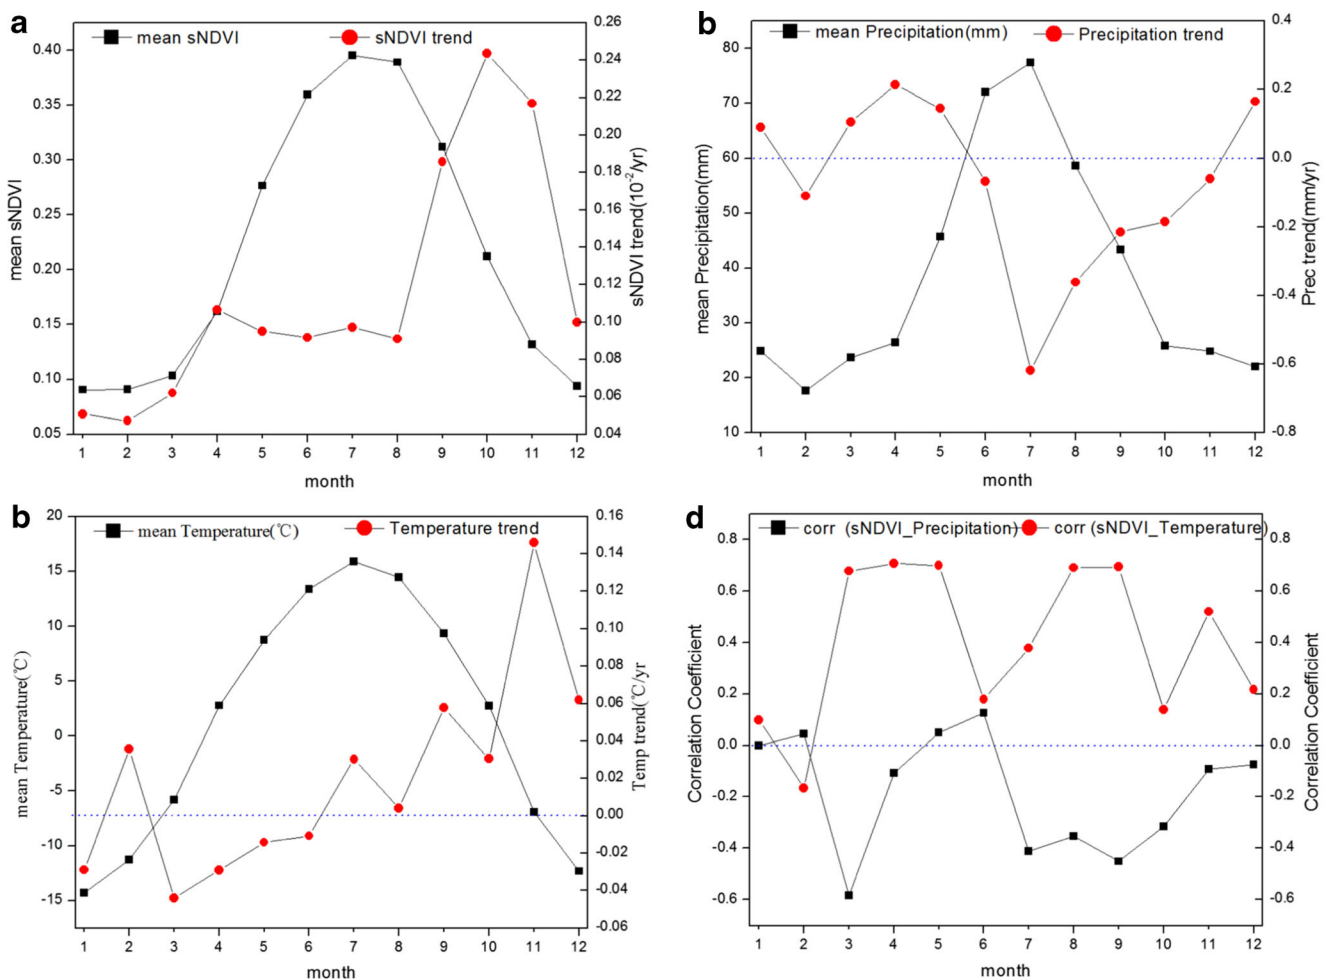 a
mean sNDVI
sNDVI trend
0.40
0.35
0.30
0.25
0.20
0.15
0.10
0.05
mean sNDVI
0.26
0.24
0.22
0.20
0.18
0.16
0.14
0.12
0.10
0.08
0.06
0.04
sNDVI trend(10⁻²/yr)
1 2 3 4 5 6 7 8 9 10 11 12
month
b
mean Precipitation(mm)
Precipitation trend
80
70
60
50
40
30
20
10
mean Precipitation(mm)
0.4
0.2
0.0
-0.2
-0.4
-0.6
-0.8
Prec trend(mm/yr)
1 2 3 4 5 6 7 8 9 10 11 12
month
b
mean Temperature(℃)
Temperature trend
20
15
10
5
0
-5
-10
-15
mean Temperature(℃)
0.16
0.14
0.12
0.10
0.08
0.06
0.04
0.02
0.00
-0.02
-0.04
-0.06
Temp trend(℃/yr
1 2 3 4 5 6 7 8 9 10 11 12
month
d
corr (sNDVI_Precipitation)
corr (sNDVI_Temperature)
0.8
0.6
0.4
0.2
0.0
-0.2
-0.4
-0.6
Correlation Coefficient
0.8
0.6
0.4
0.2
0.0
-0.2
-0.4
-0.6
Correlation Coefficient
1 2 3 4 5 6 7 8 9 10 11 12
month